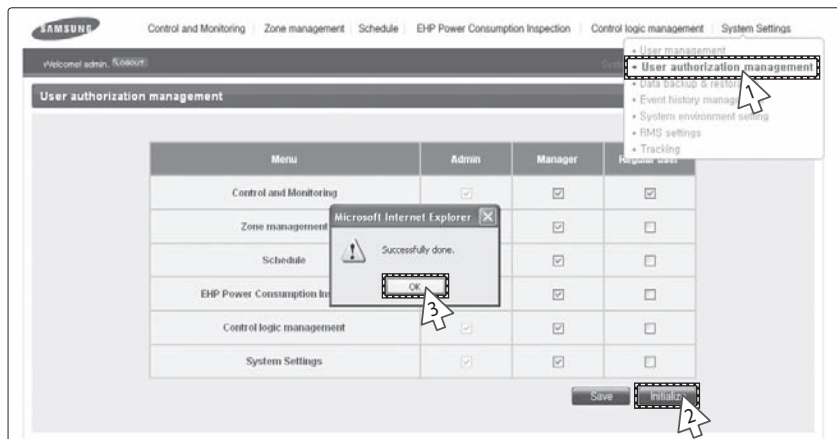 SAMSUNG Control and Monitoring Zone management Schedule EHP Power Consumption Inspection Control logic management System Settings
Welcome! admin. LOGOUT
• User management
• User authorization management
• Data backup &
• Event history
• System environment setting
• RMS settings
• Tracking
User authorization management
Menu Admin Manager Regular user
Control and Monitoring
Zone management
Schedule
EHP Power Consumption
Control logic management
System Settings
Microsoft Internet Explorer
Successfully done.
OK
Save Initialize
1
2
3